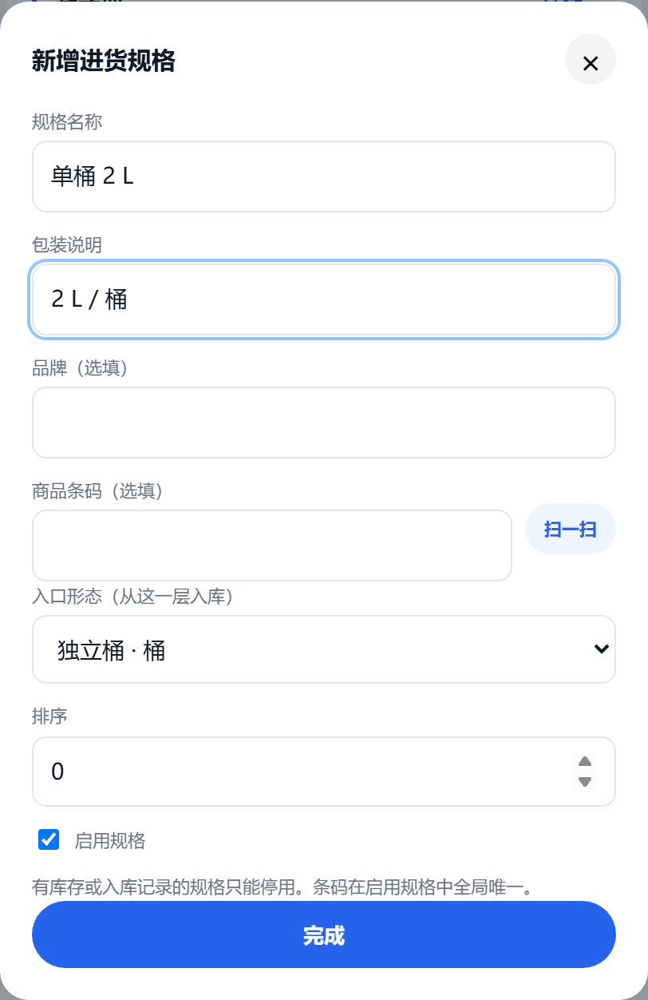 新增进货规格
规格名称
单桶 2 L
包装说明
2 L / 桶
品牌（选填）
商品条码（选填）
扫一扫
入口形态（从这一层入库）
独立桶 · 桶
排序
0
启用规格
有库存或入库记录的规格只能停用。条码在启用规格中全局唯一。
完成